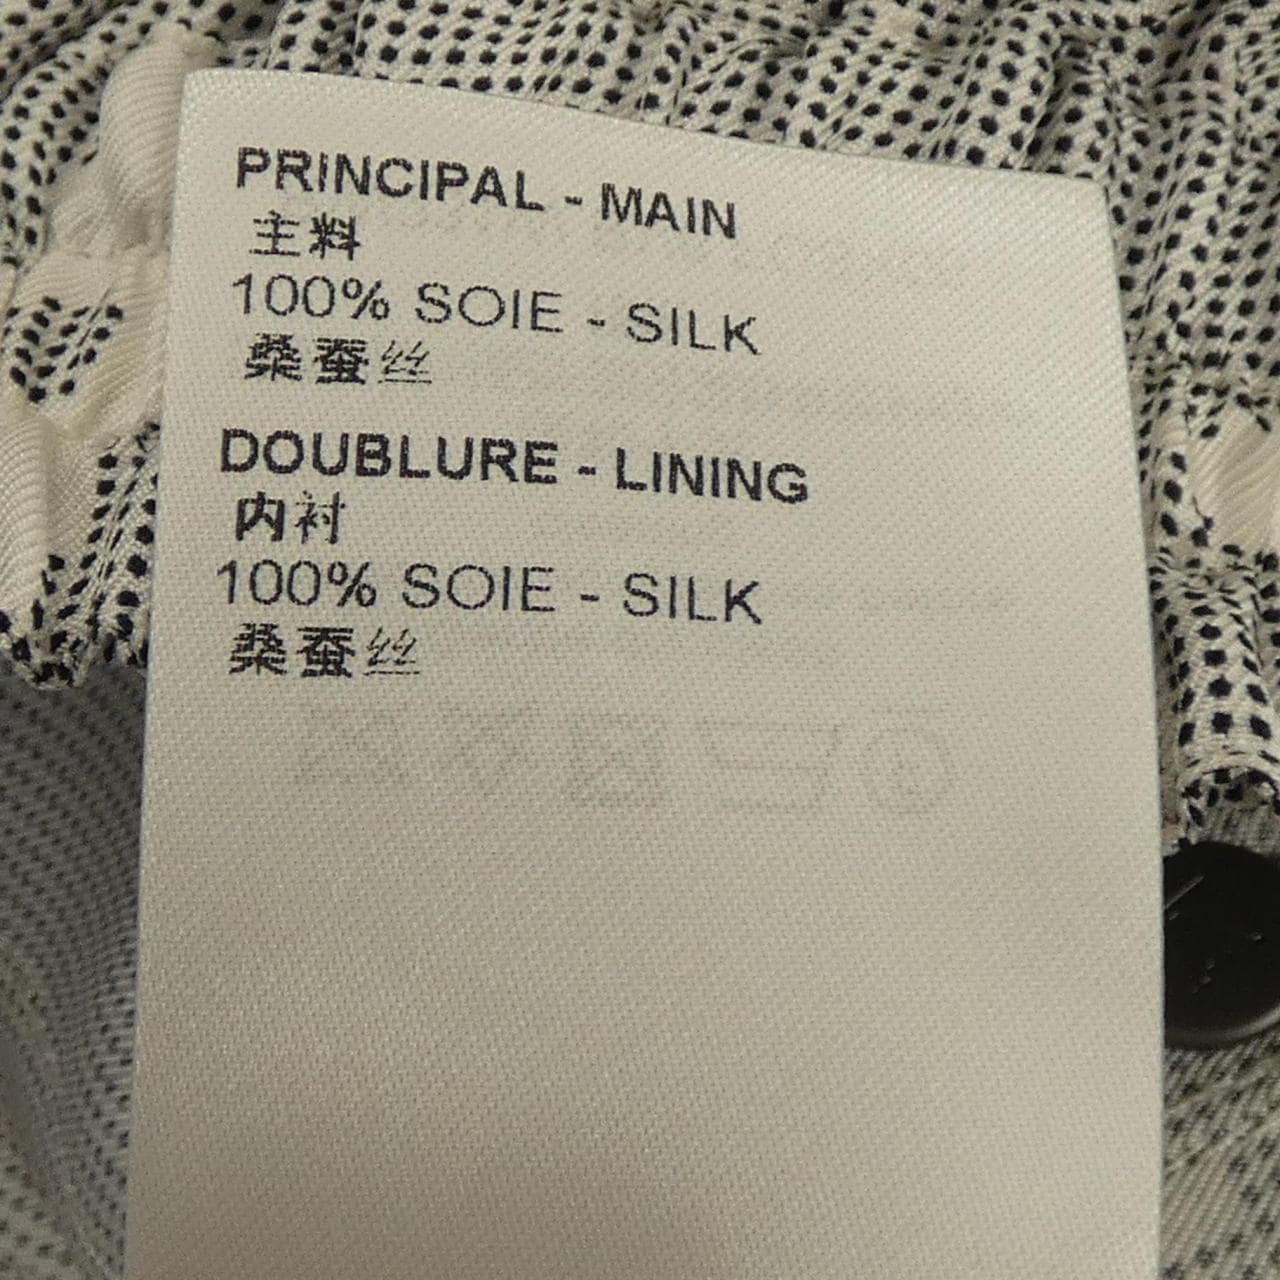 PRINCIPAL - MAIN
主料
100% SOIE - SILK
桑蚕丝
DOUBLURE - LINING
内衬
100% SOIE - SILK
桑蚕丝